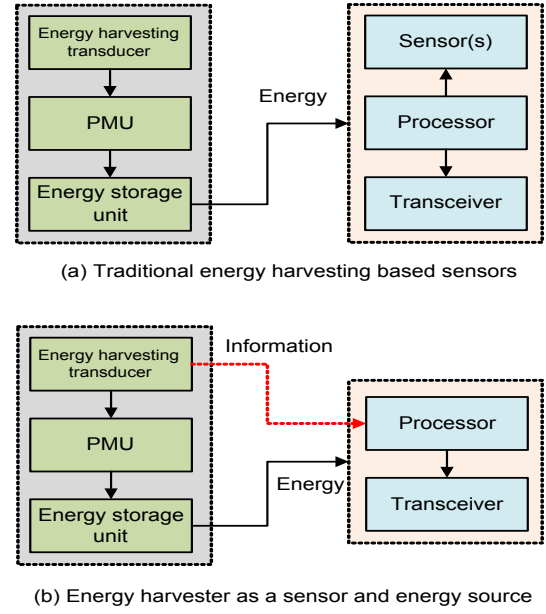 Energy harvesting
transducer
PMU
Energy storage
unit
Energy
Sensor(s)
Processor
Transceiver
(a) Traditional energy harvesting based sensors
Energy harvesting
transducer
PMU
Energy storage
unit
Information
Energy
Processor
Transceiver
(b) Energy harvester as a sensor and energy source